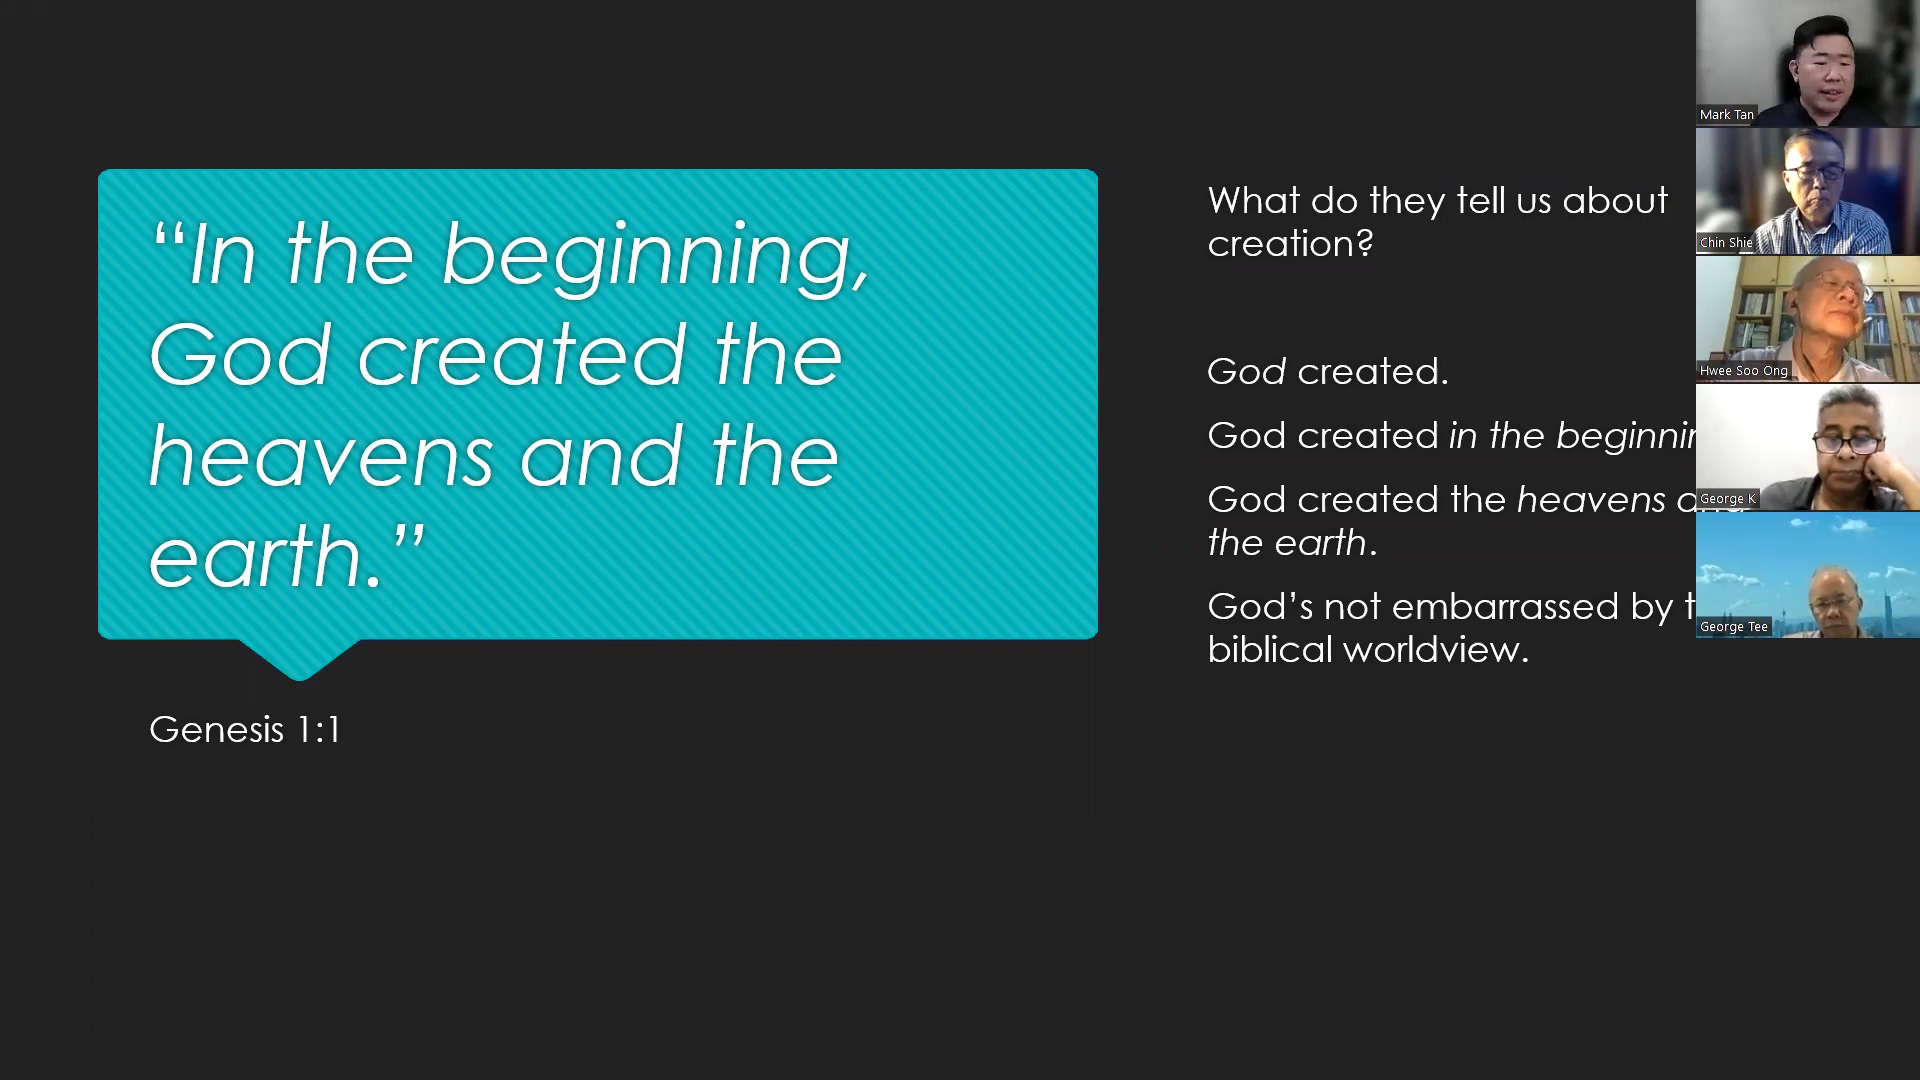 “In the beginning,
God created the
heavens and the
earth.”
Genesis 1:1
What do they tell us about
creation?
God created.
God created in the
God created the heavens
the earth.
God’s not embarrassed by
biblical worldview.
Mark Tan
Chin Shie
Hwee Soo Ong
George K
George Tee